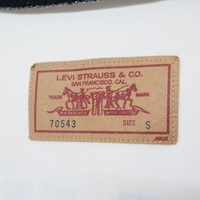 LEVI STRAUSS & CO.
SAN FRANCISCO, CAL.
TRADE MARK
70543 SIZE S